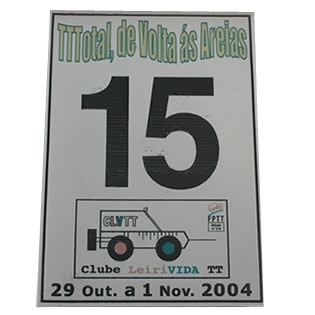 TTTotal, de Volta ás Areias
15
CLVTT
FPTT
Clube LeiriVIDA TT
29 Out. a 1 Nov. 2004